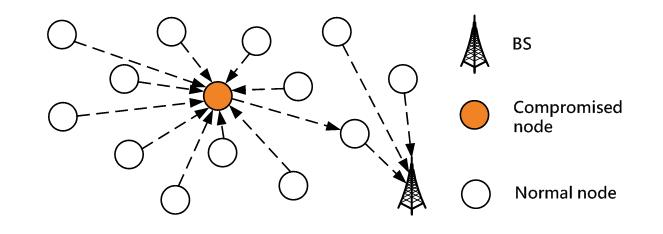 BS
Compromised
node
Normal node